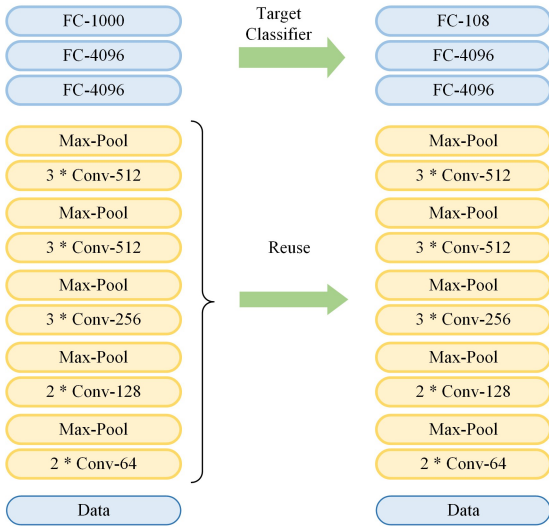 FC-1000
FC-4096
FC-4096
Max-Pool
3 * Conv-512
Max-Pool
3 * Conv-512
Max-Pool
3 * Conv-256
Max-Pool
2 * Conv-128
Max-Pool
2 * Conv-64
Data
Target
Classifier
Reuse
FC-108
FC-4096
FC-4096
Max-Pool
3 * Conv-512
Max-Pool
3 * Conv-512
Max-Pool
3 * Conv-256
Max-Pool
2 * Conv-128
Max-Pool
2 * Conv-64
Data